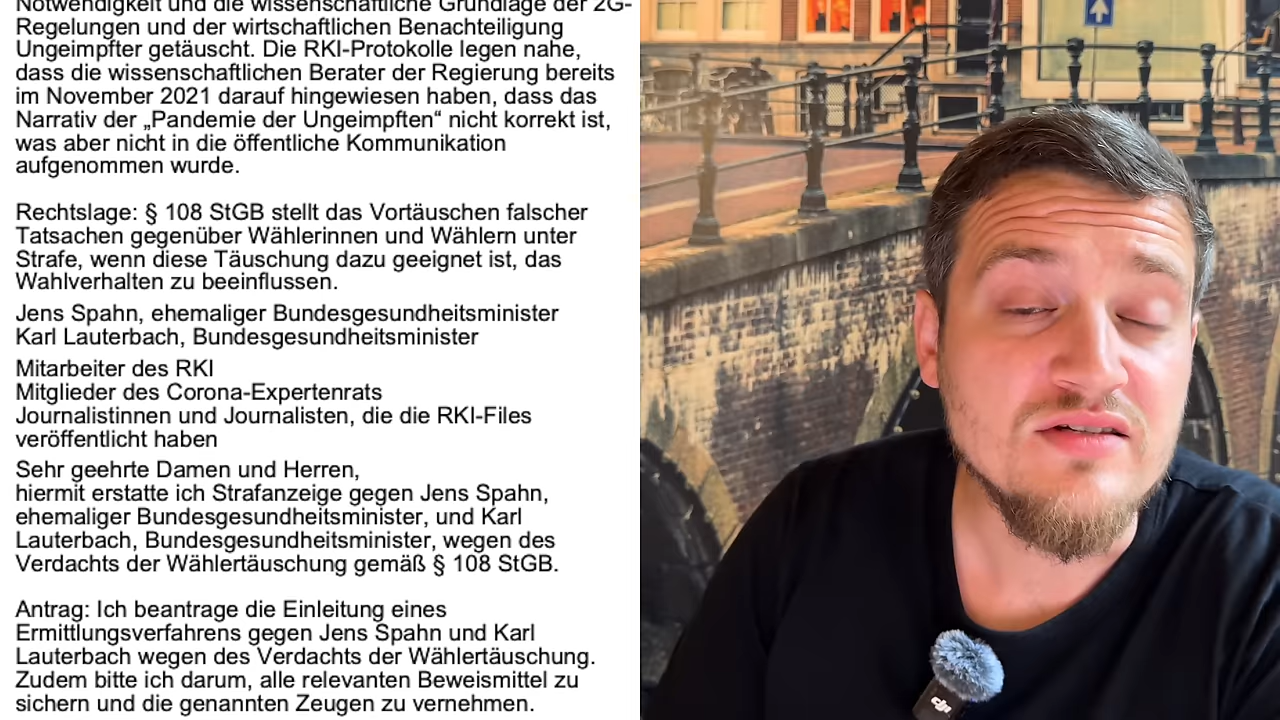 Notwendigkeit und die wissenschaftliche Grundlage der 2G-
Regelungen und der wirtschaftlichen Benachteiligung
Ungeimpfter getäuscht. Die RKI-Protokolle legen nahe,
dass die wissenschaftlichen Berater der Regierung bereits
im November 2021 darauf hingewiesen haben, dass das
Narrativ der „Pandemie der Ungeimpften“ nicht korrekt ist,
was aber nicht in die öffentliche Kommunikation
aufgenommen wurde.
Rechtslage: § 108 StGB stellt das Vortäuschen falscher
Tatsachen gegenüber Wählerinnen und Wählern unter
Strafe, wenn diese Täuschung dazu geeignet ist, das
Wahlverhalten zu beeinflussen.
Jens Spahn, ehemaliger Bundesgesundheitsminister
Karl Lauterbach, Bundesgesundheitsminister
Mitarbeiter des RKI
Mitglieder des Corona-Expertenrats
Journalistinnen und Journalisten, die die RKI-Files
veröffentlicht haben
Sehr geehrte Damen und Herren,
hiermit erstatte ich Strafanzeige gegen Jens Spahn,
ehemaliger Bundesgesundheitsminister, und Karl
Lauterbach, Bundesgesundheitsminister, wegen des
Verdachts der Wählertäuschung gemäß § 108 StGB.
Antrag: Ich beantrage die Einleitung eines
Ermittlungsverfahrens gegen Jens Spahn und Karl
Lauterbach wegen des Verdachts der Wählertäuschung.
Zudem bitte ich darum, alle relevanten Beweismittel zu
sichern und die genannten Zeugen zu vernehmen.
dji